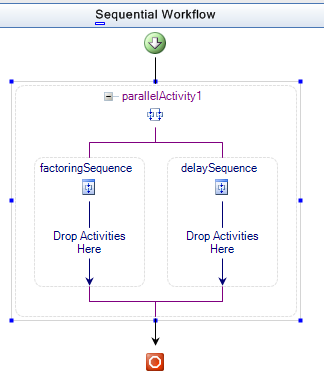 Sequential Workflow
parallelActivity1
factoringSequence
delaySequence
Drop Activities
Here
Drop Activities
Here